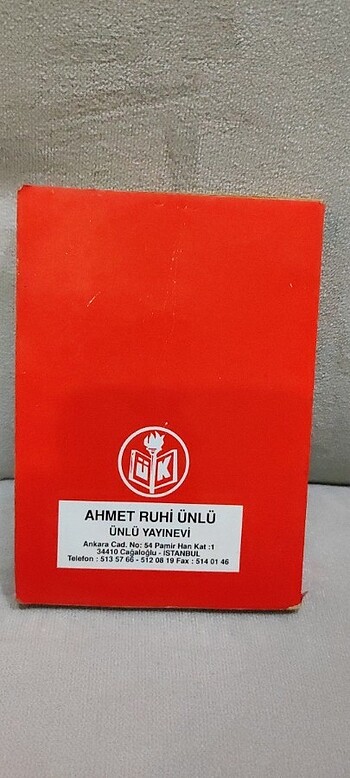 ÜK
AHMET RUHİ ÜNLÜ
ÜNLÜ YAYINEVİ
Ankara Cad. No: 54 Pamir Han Kat :1
34410 Cağaloğlu - İSTANBUL
Telefon : 513 57 66 - 512 08 19 Fax : 514 01 46